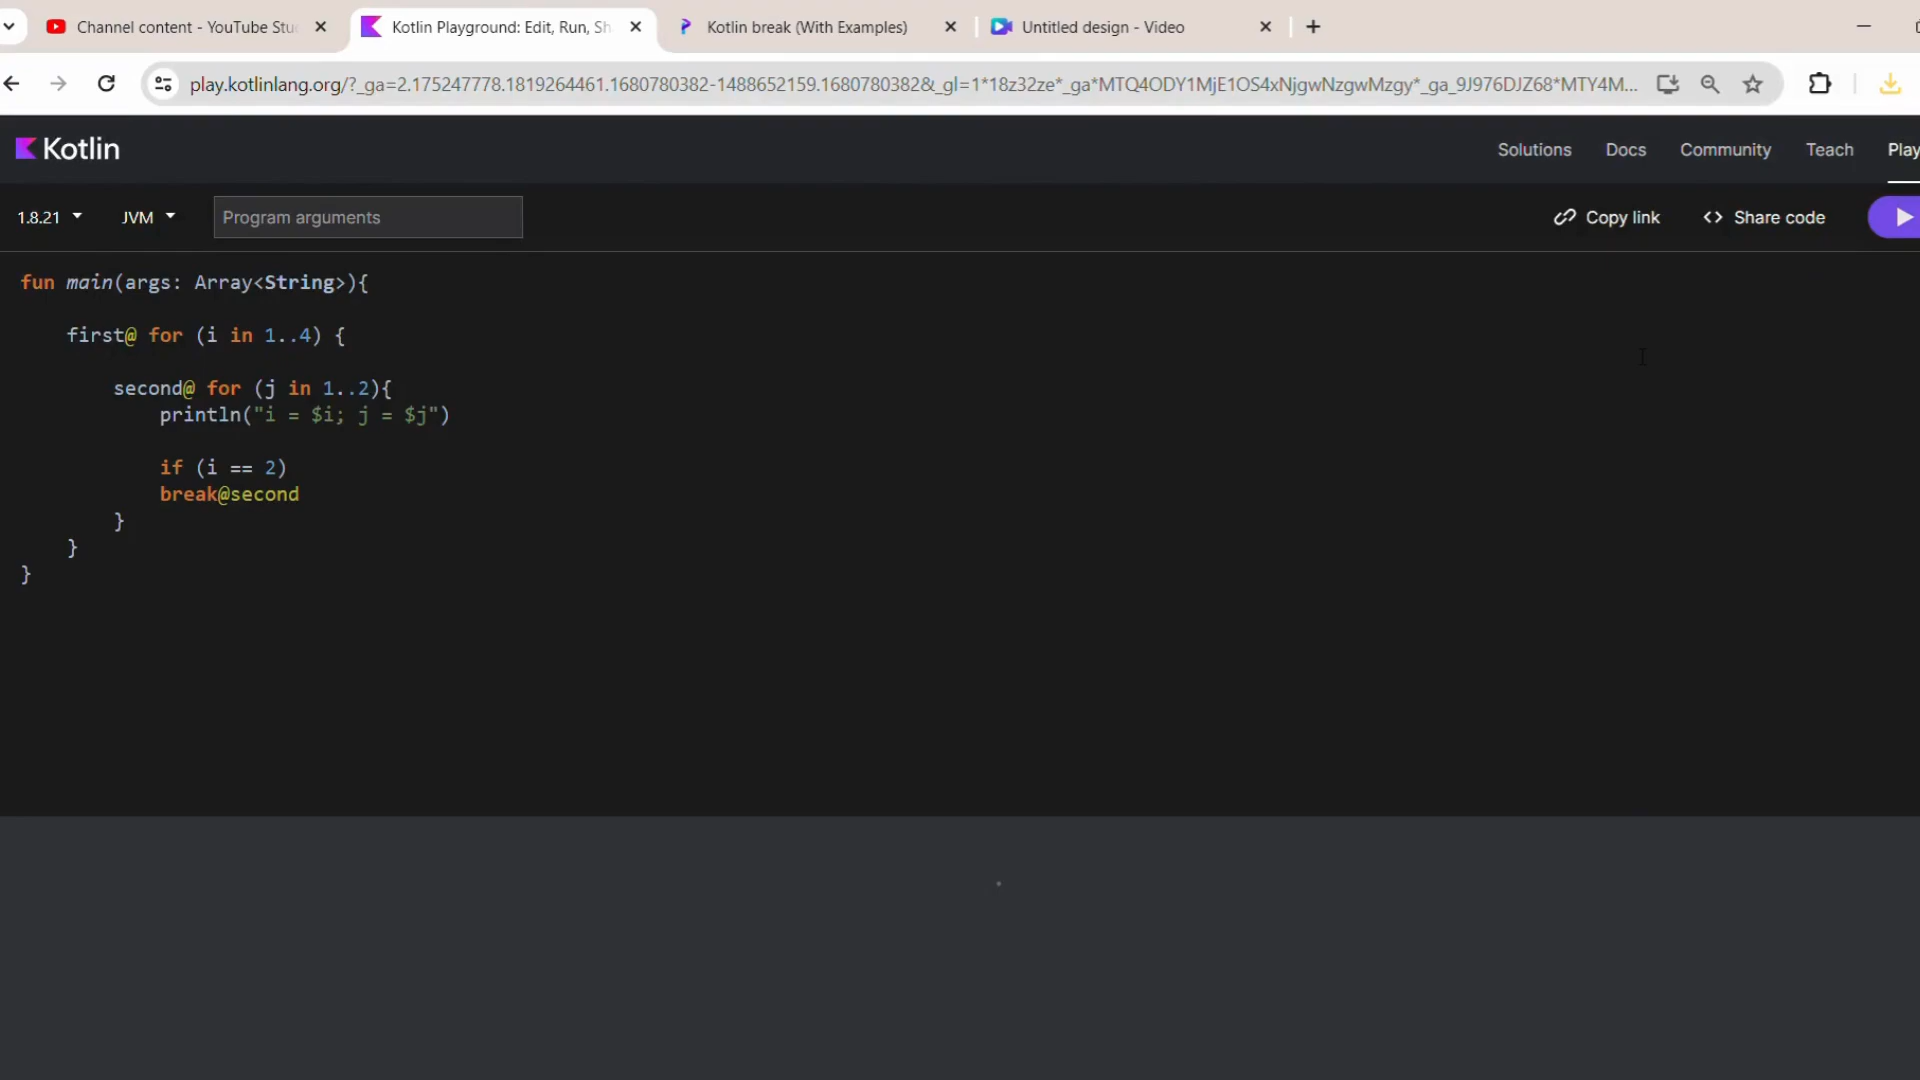 Channel content - YouTube Stu
Kotlin Playground: Edit, Run, Sh
Kotlin break (With Examples)
Untitled design - Video
play.kotlinlang.org/?_ga=2.175247778.1819264461.1680780382-1488652159.1680780382&_gl=1*18z32ze*_ga*MTQ4ODY1MjE1OS4xNjgwNzgwMzgy*_ga_9J976DJZ68*MTY4M...
Kotlin
Solutions
Docs
Community
Teach
Play
1.8.21
JVM
Program arguments
Copy link
<> Share code
fun main(args: Array<String>){
first@ for (i in 1..4) {
second@ for (j in 1..2){
println("i = $i; j = $j")
if (i == 2)
break@second
}
}
}